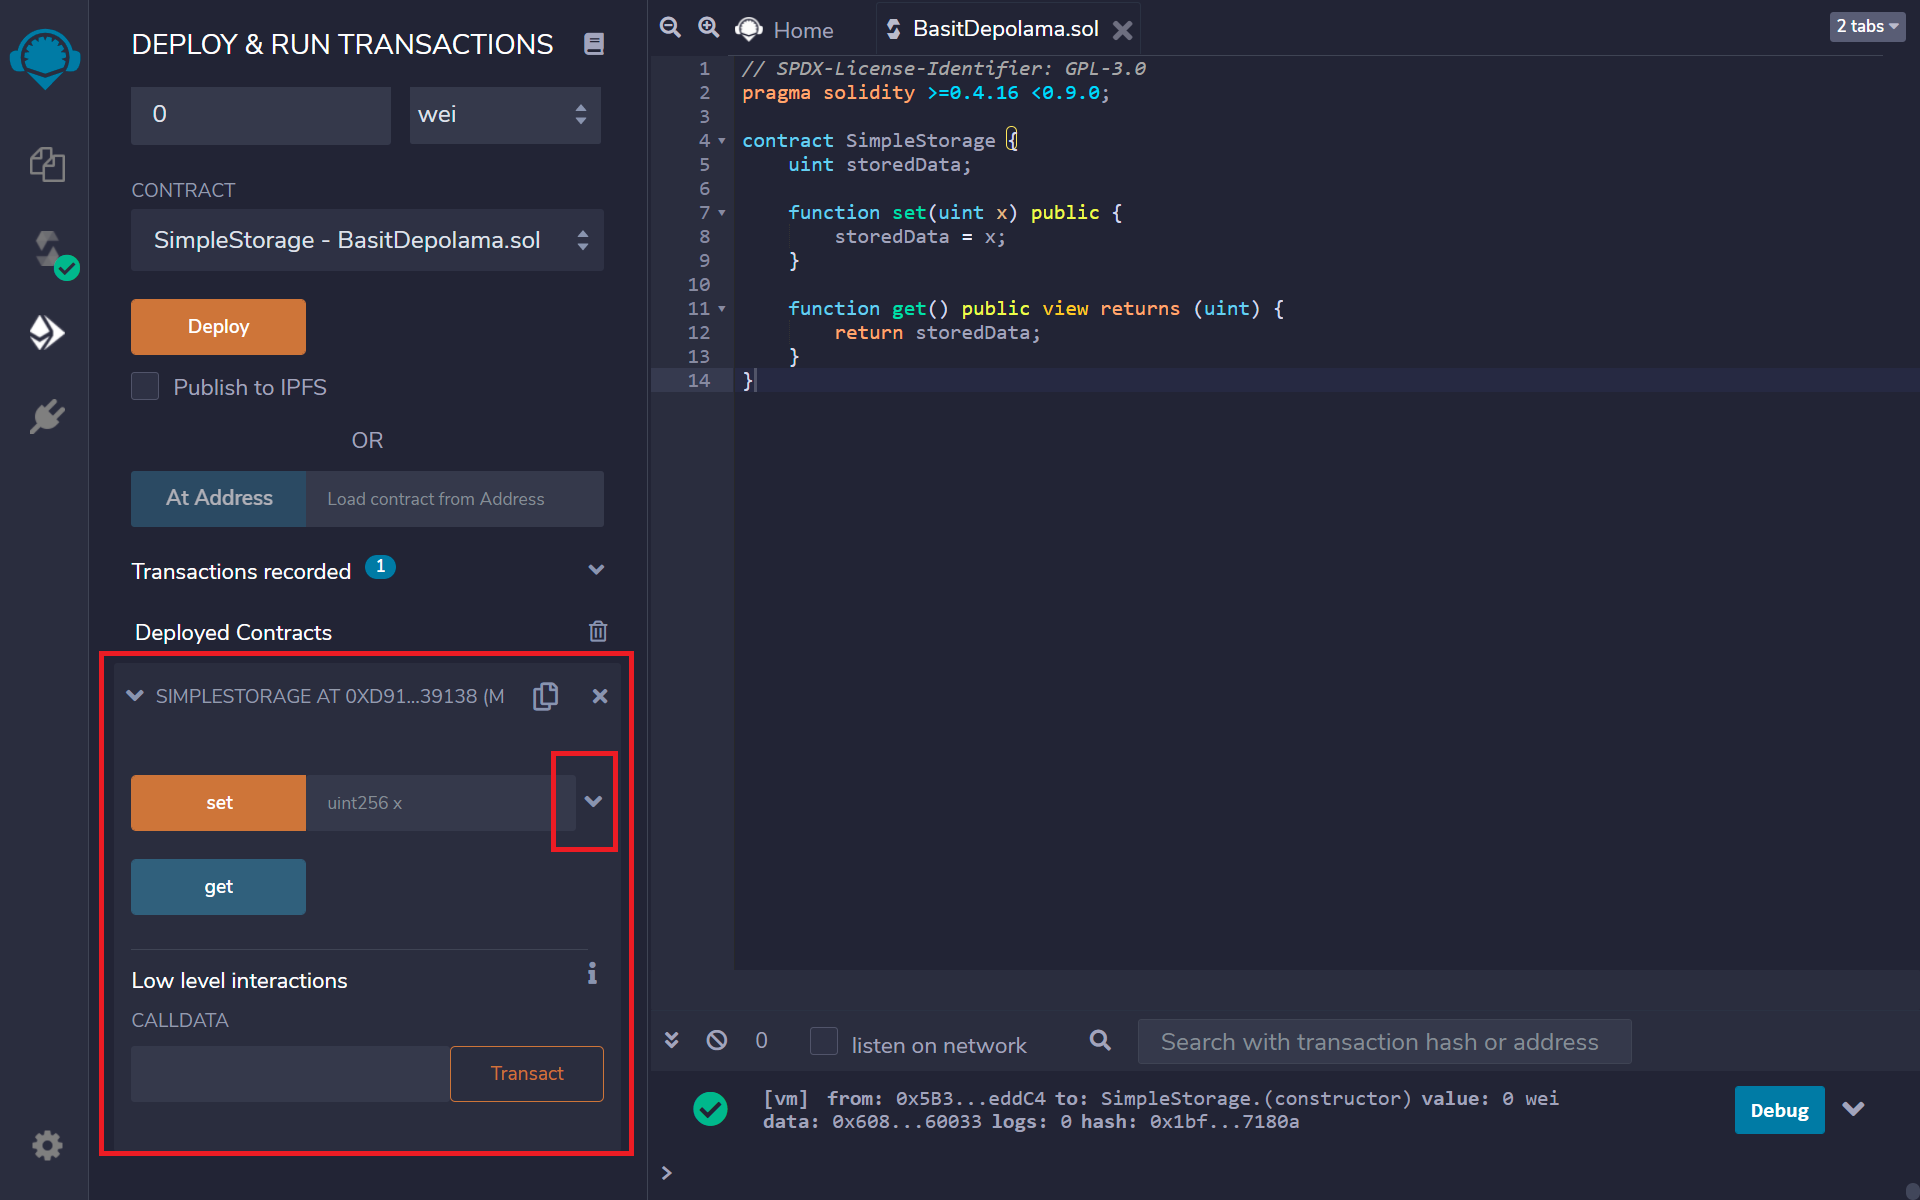 DEPLOY & RUN TRANSACTIONS
0
wei
CONTRACT
SimpleStorage - BasitDepolama.sol
Deploy
Publish to IPFS
OR
At Address
Load contract from Address
Transactions recorded 1
Deployed Contracts
SIMPLESTORAGE AT 0XD91...39138 (M
set
uint256 x
get
Low level interactions
i
CALLDATA
Transact
Home
BasitDepolama.sol
2 tabs
1 // SPDX-License-Identifier: GPL-3.0
2 pragma solidity >=0.4.16 <0.9.0;
3
4 contract SimpleStorage {
5 uint storedData;
6
7 function set(uint x) public {
8 storedData = x;
9 }
10
11 function get() public view returns (uint) {
12 return storedData;
13 }
14 }
0
listen on network
Search with transaction hash or address
[vm] from: 0x5B3...eddC4 to: SimpleStorage.(constructor) value: 0 wei
data: 0x608...60033 logs: 0 hash: 0x1bf...7180a
Debug
>